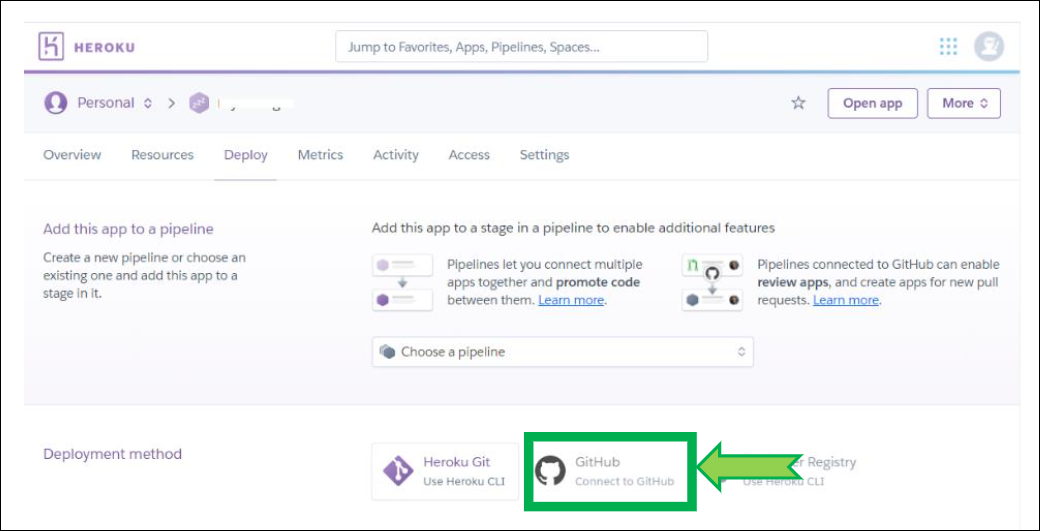 HEROKU
Jump to Favorites, Apps, Pipelines, Spaces...
Personal
Open app
More
Overview Resources Deploy Metrics Activity Access Settings
Add this app to a pipeline
Create a new pipeline or choose an
existing one and add this app to a
stage in it.
Add this app to a stage in a pipeline to enable additional features
Pipelines let you connect multiple
apps together and promote code
between them. Learn more.
Pipelines connected to GitHub can enable
review apps, and create apps for new pull
requests. Learn more.
Choose a pipeline
Deployment method
Heroku Git
Use Heroku CLI
GitHub
Connect to GitHub
Registry
Use Heroku CLI